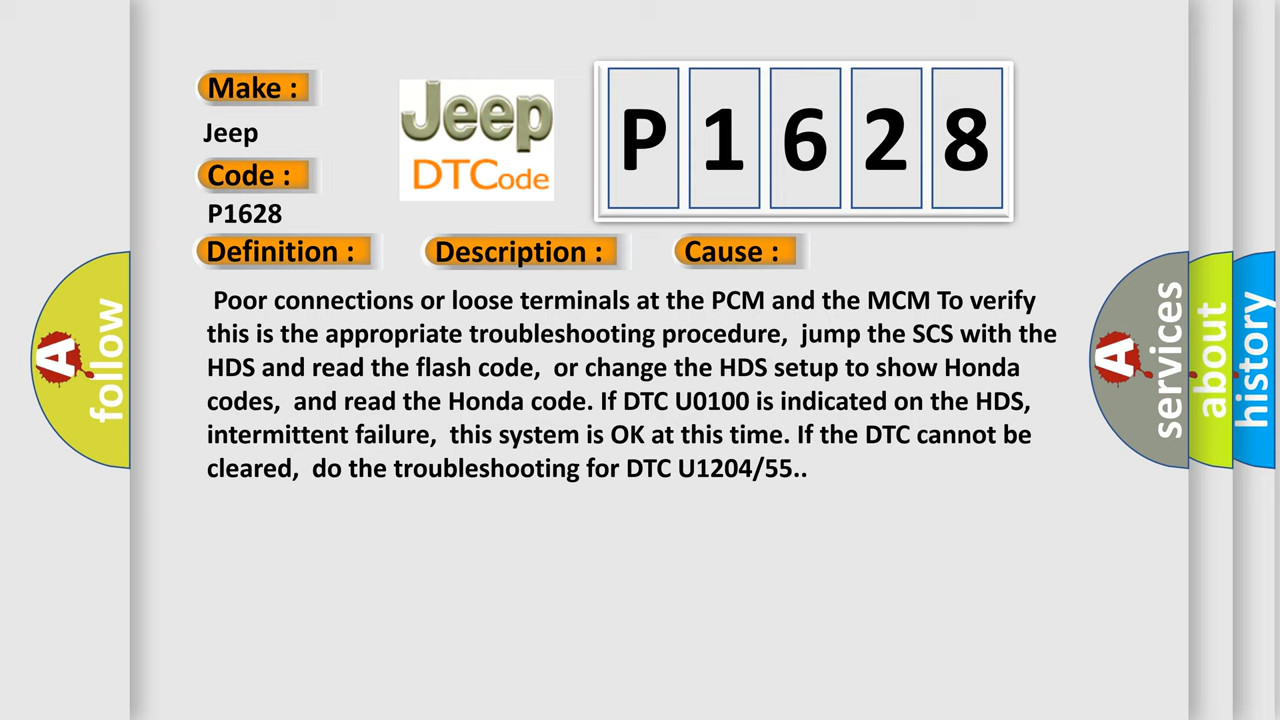 Make :
Jeep
Code :
P1628
Jeep
DTCode
P 1 6 2 8
Definition :
Description :
Cause :
Poor connections or loose terminals at the PCM and the MCM To verify
this is the appropriate troubleshooting procedure, jump the SCS with the
HDS and read the flash code, or change the HDS setup to show Honda
codes, and read the Honda code. If DTC U0100 is indicated on the HDS,
intermittent failure, this system is OK at this time. If the DTC cannot be
cleared, do the troubleshooting for DTC U1204/55..
A
follow
A
services
about
history